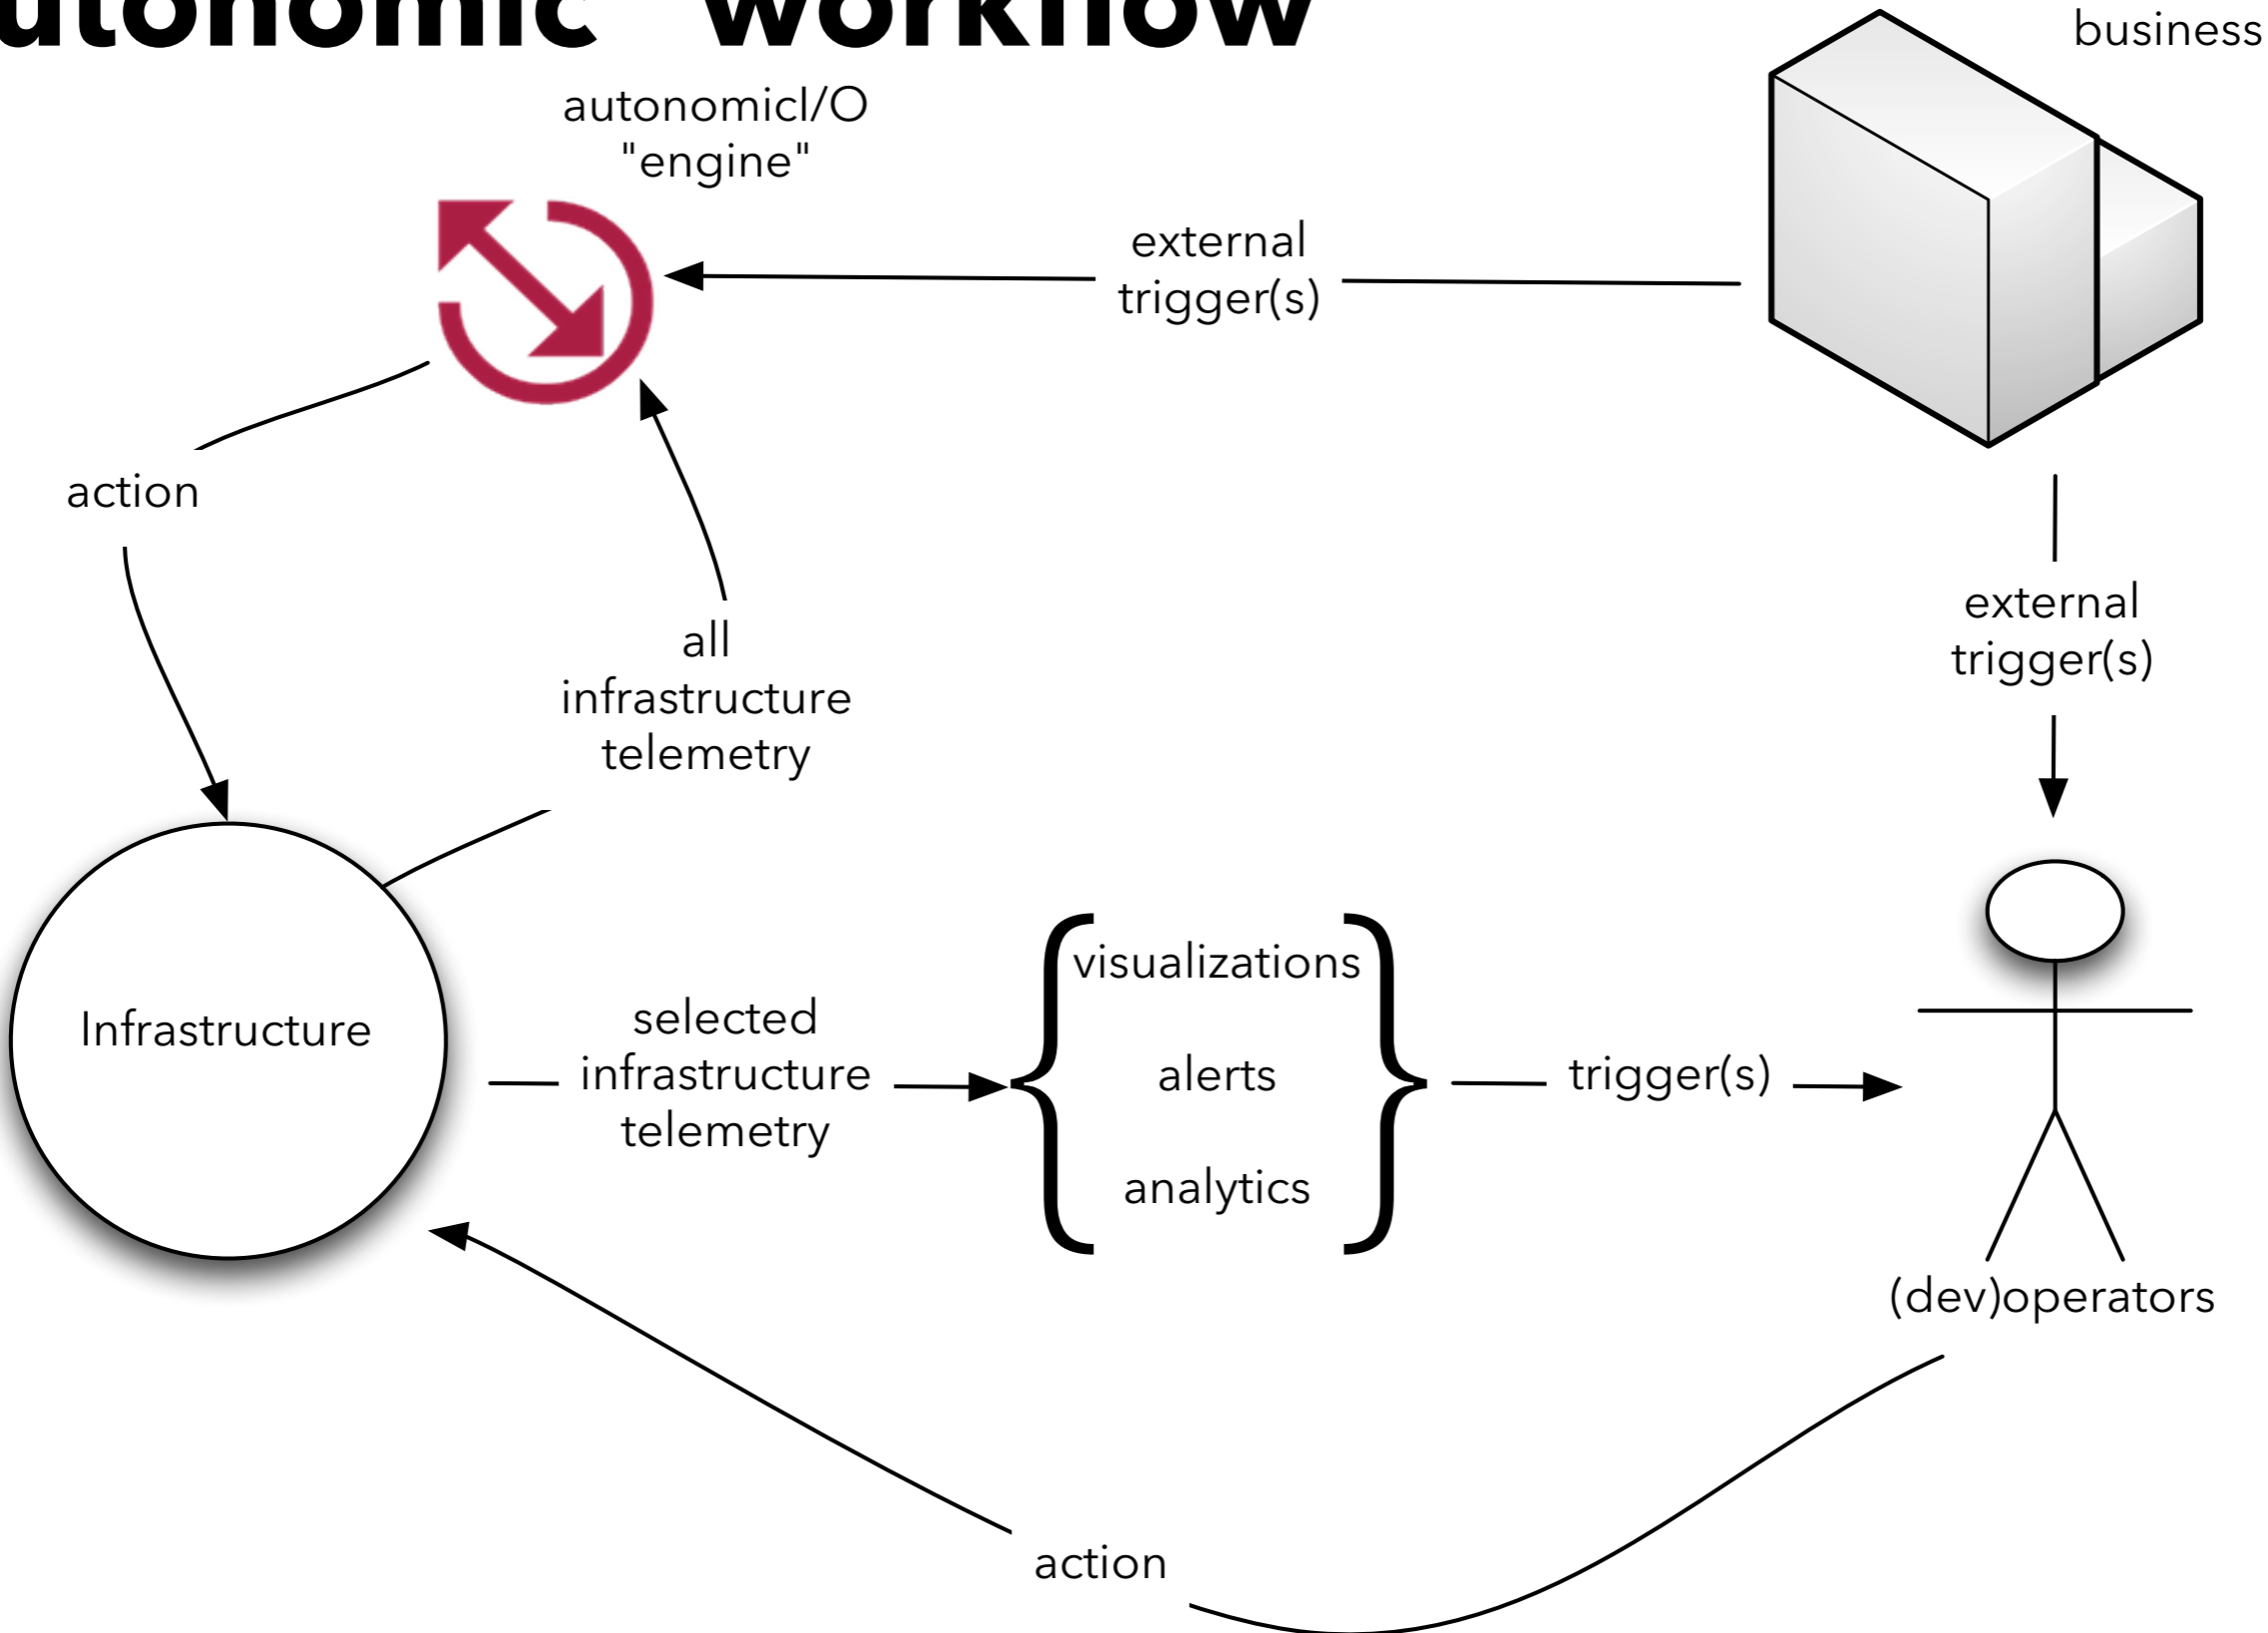 utonomic" workflow
business
autonomicI/O
"engine"
external
trigger(s)
action
external
trigger(s)
all
infrastructure
telemetry
visualizations
Infrastructure
selected
infrastructure
telemetry
alerts
trigger(s)
analytics
(dev)operators
action